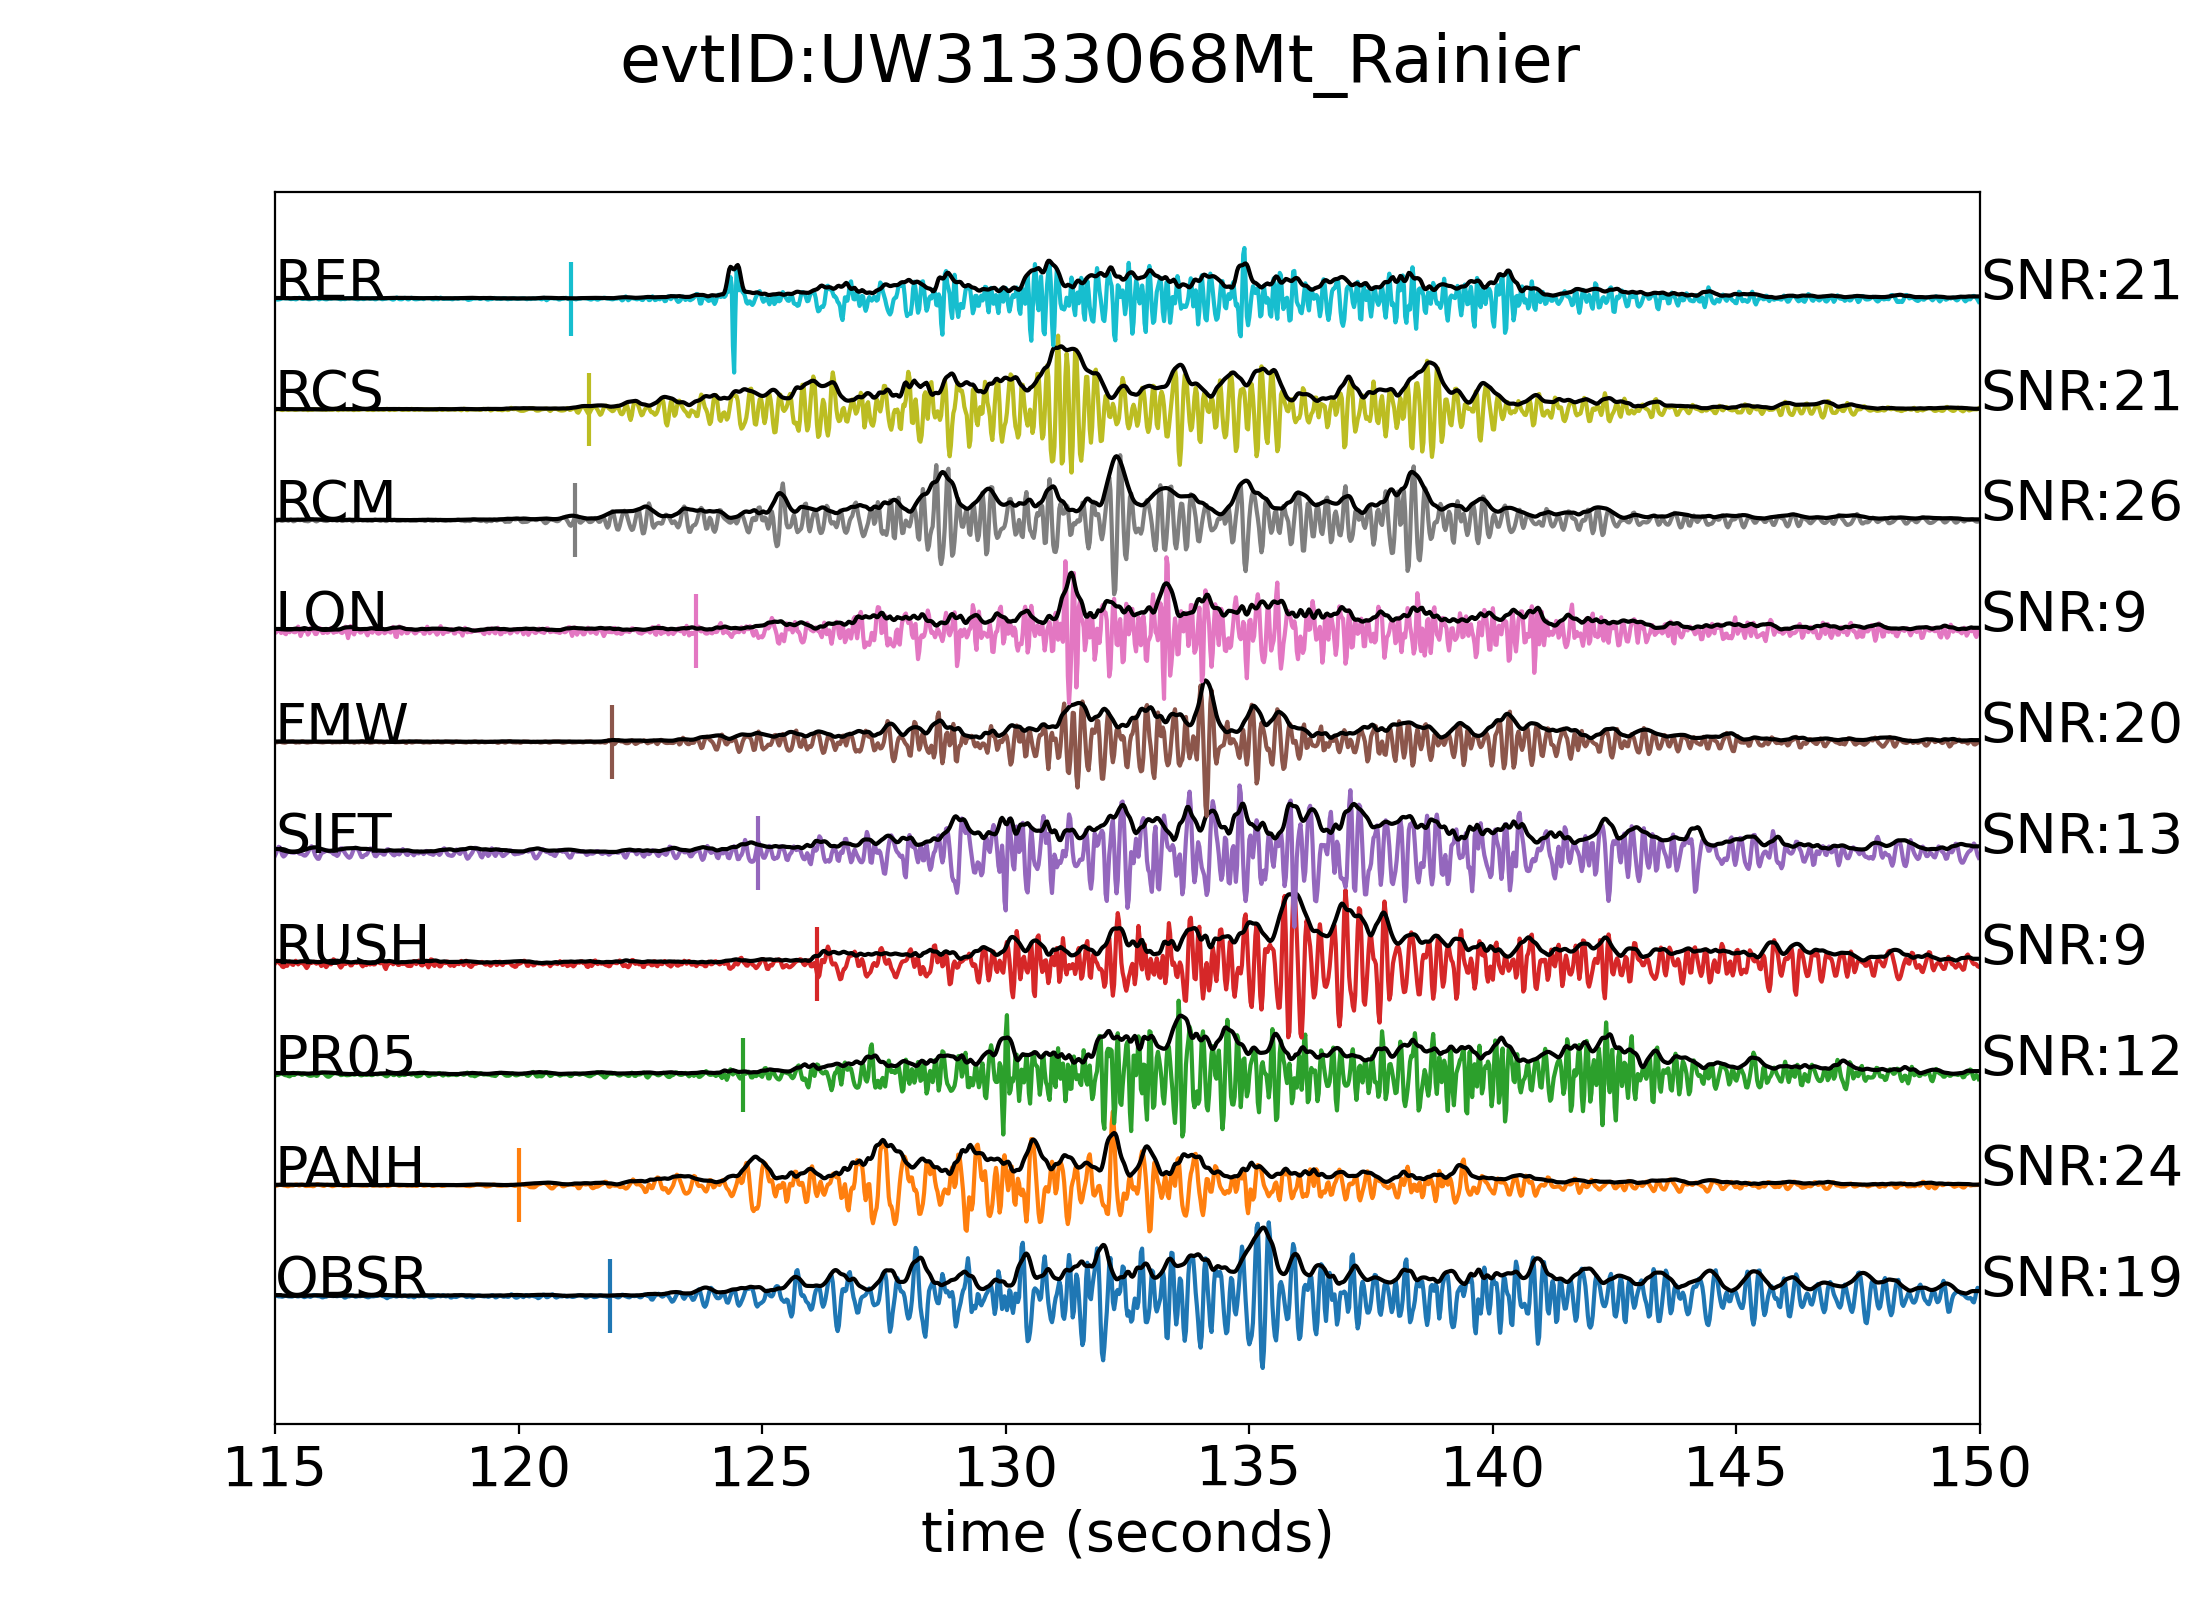 evtID:UW3133068Mt_Rainier
RER SNR:21
RCS SNR:21
RCM SNR:26
LON SNR:9
FMW SNR:20
SIFT SNR:13
RUSH SNR:9
PR05 SNR:12
PANH SNR:24
OBSR SNR:19
115 120 125 130 135 140 145 150
time (seconds)